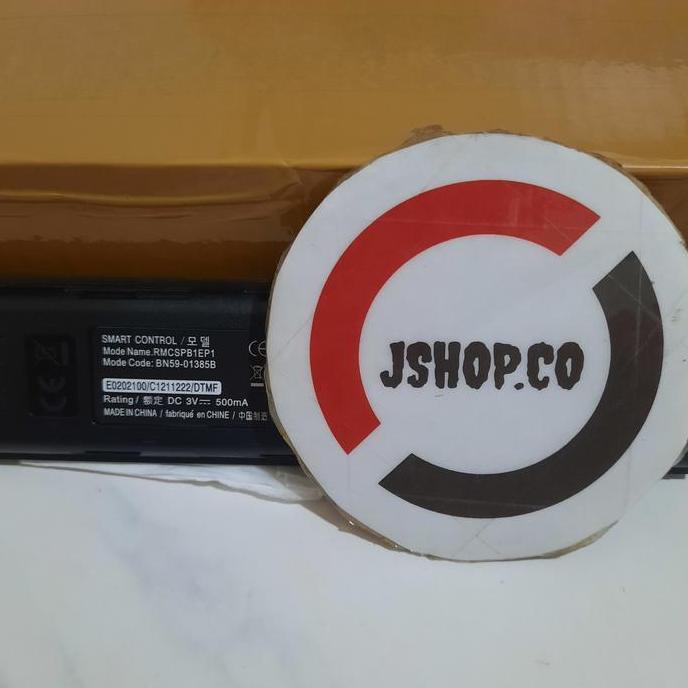 SMART CONTROL / 모델
Mode Name.RMCSPB1EP1
Mode Code: BN59-01385B
E0202100/C1211222/DTMF
Rating / 额定 DC 3V⎓ 500mA
MADE IN CHINA / fabriqué en CHINE / 中国制造
CE
JSHOP.CO